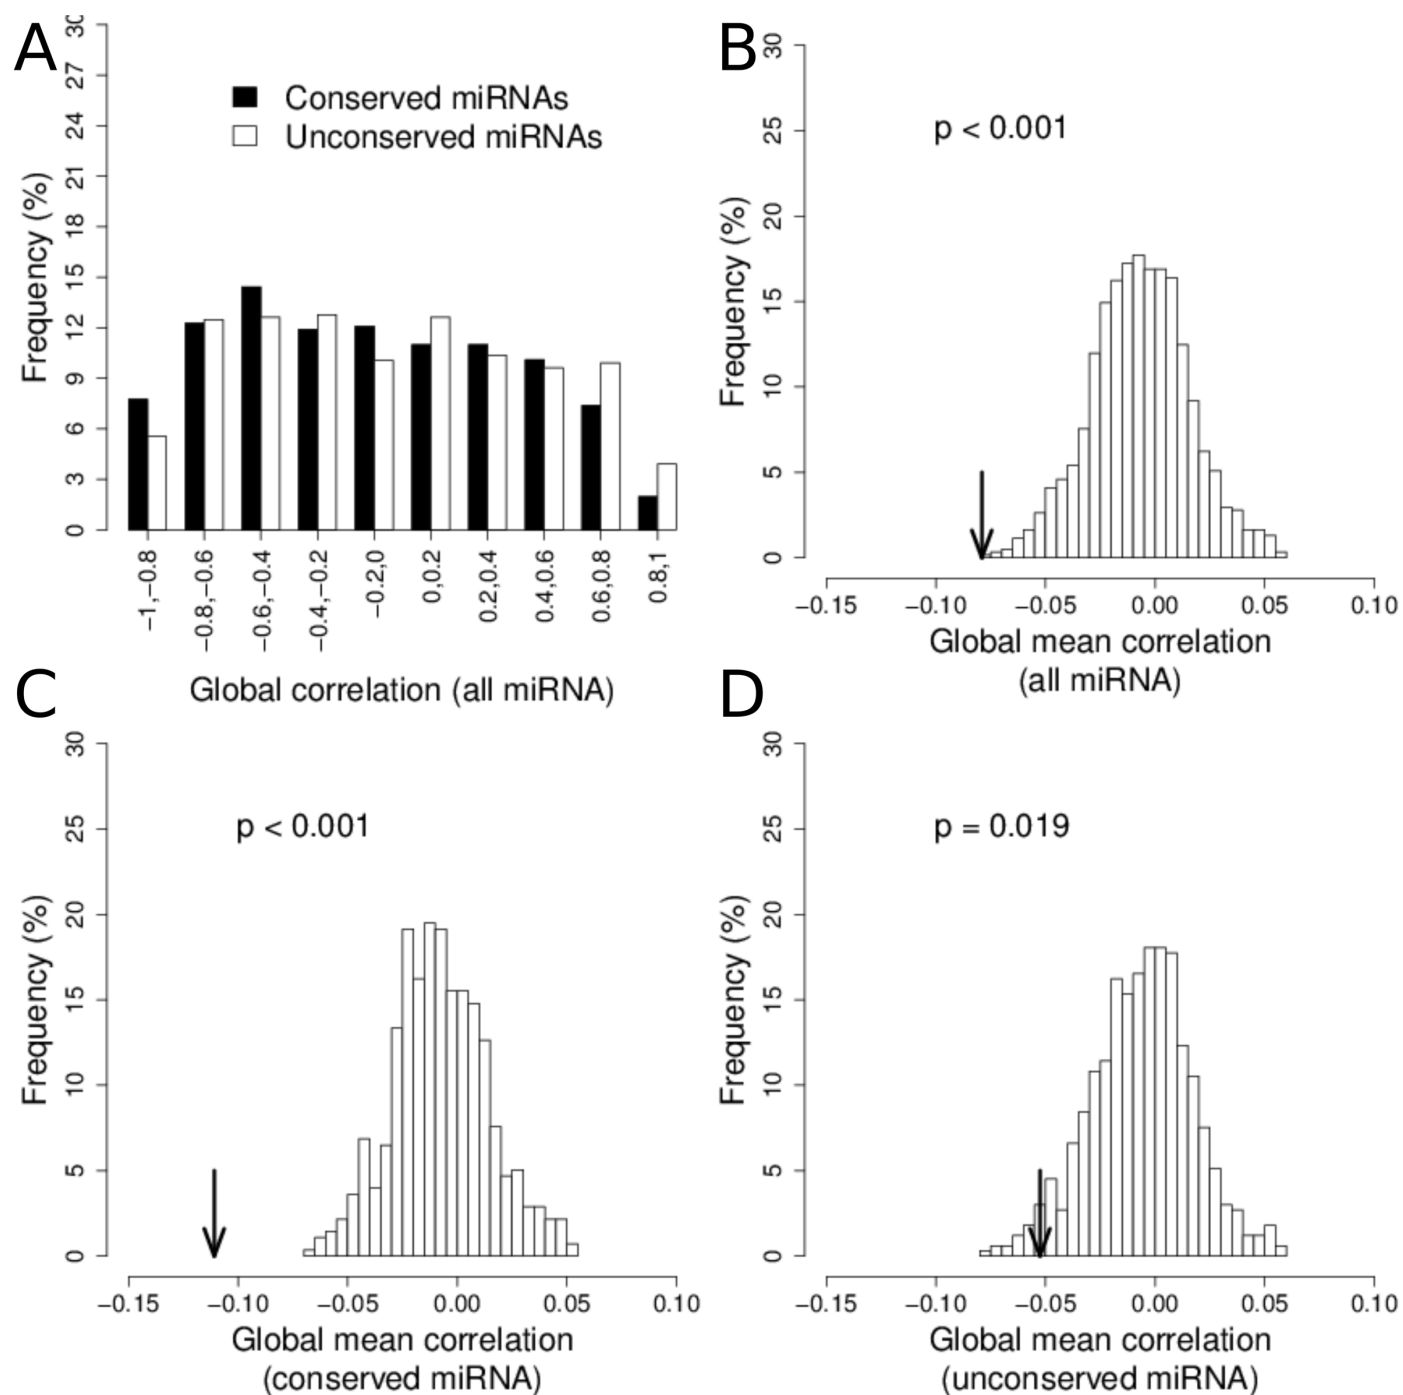 A
30
27
24
21
18
15
12
9
6
3
0
Frequency (%)
Conserved miRNAs
Unconserved miRNAs
−1,−0.8
−0.8,−0.6
−0.6,−0.4
−0.4,−0.2
−0.2,0
0,0.2
0.2,0.4
0.4,0.6
0.6,0.8
0.8,1
Global correlation (all miRNA)
B
30
25
20
15
10
5
0
Frequency (%)
p < 0.001
−0.15 −0.10 −0.05 0.00 0.05 0.10
Global mean correlation
(all miRNA)
C
30
25
20
15
10
5
0
Frequency (%)
p < 0.001
−0.15 −0.10 −0.05 0.00 0.05 0.10
Global mean correlation
(conserved miRNA)
D
30
25
20
15
10
5
0
Frequency (%)
p = 0.019
−0.15 −0.10 −0.05 0.00 0.05 0.10
Global mean correlation
(unconserved miRNA)